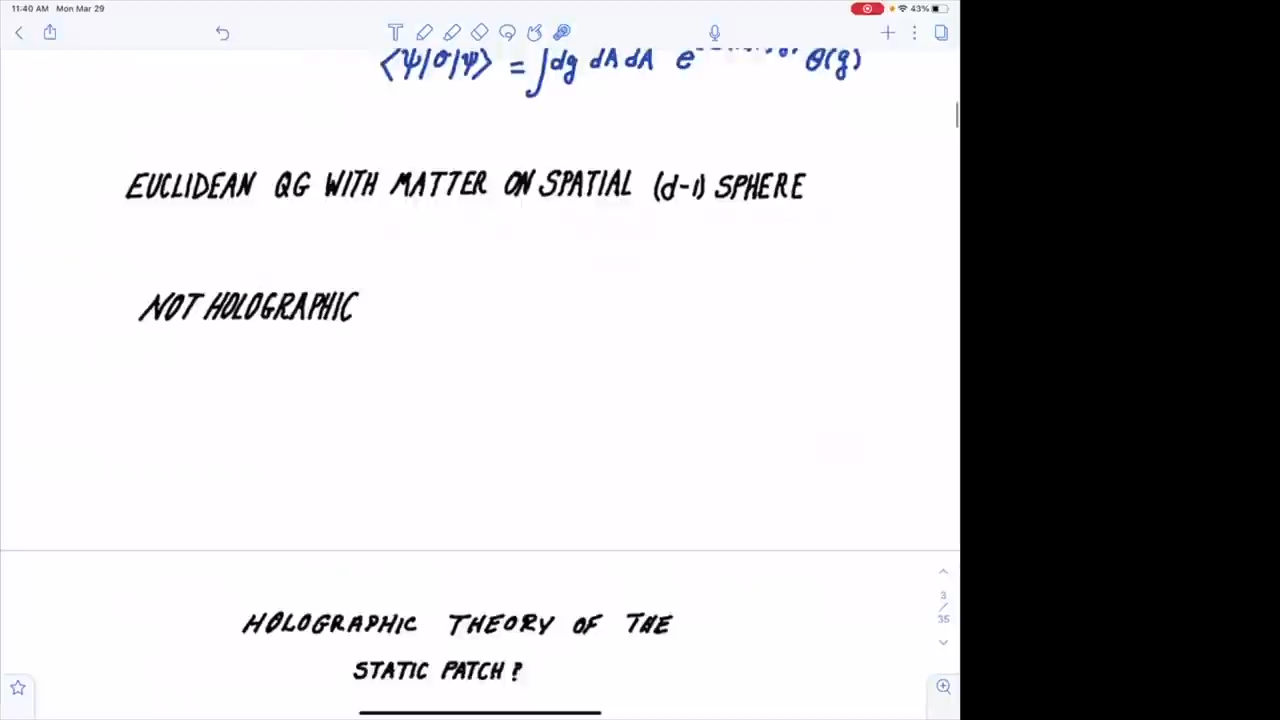 11:40 AM Mon Mar 29
43%
⟨Ψ|σ|Ψ⟩ = ∫dg dA dA e θ(g)
EUCLIDEAN QG WITH MATTER ON SPATIAL (d-1) SPHERE
NOT HOLOGRAPHIC
3
/
35
HOLOGRAPHIC THEORY OF THE
STATIC PATCH?